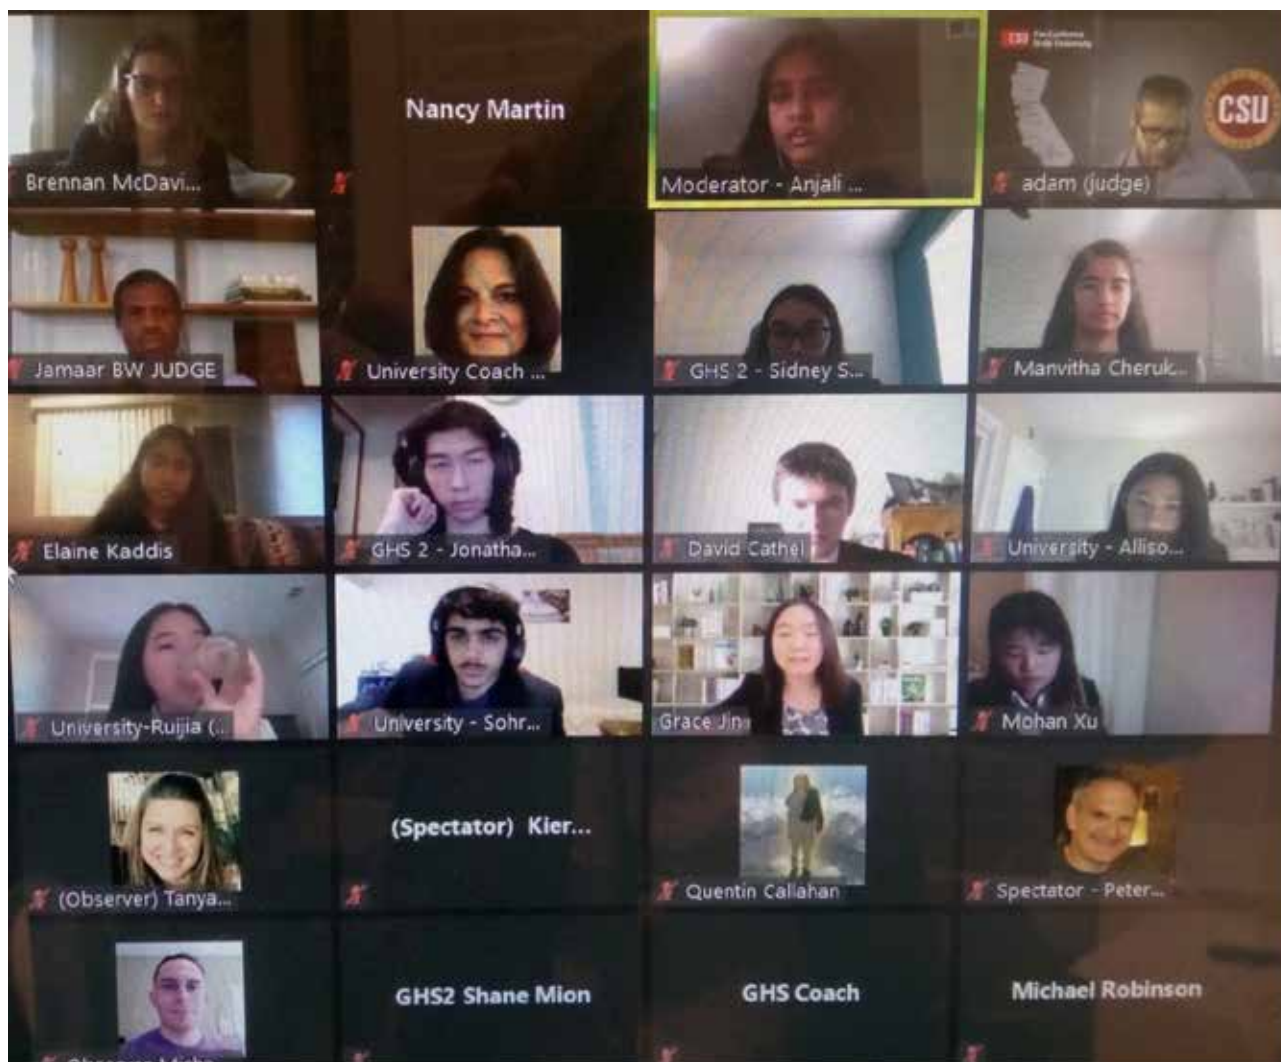 Brennan McDavi...
Nancy Martin
Moderator - Anjali ...
CSU
CSU
adam (judge)
Jamaar BW JUDGE
University Coach ...
GHS 2 - Sidney S...
Manvitha Cheruk...
Elaine Kaddis
GHS 2 - Jonatha...
David Cathel
University - Alliso...
University-Ruijia (...
University - Sohr...
Grace Jin
Mohan Xu
(Observer) Tanya...
(Spectator) Kier...
Quentin Callahan
Spectator - Peter...
GHS2 Shane Mion
GHS Coach
Michael Robinson